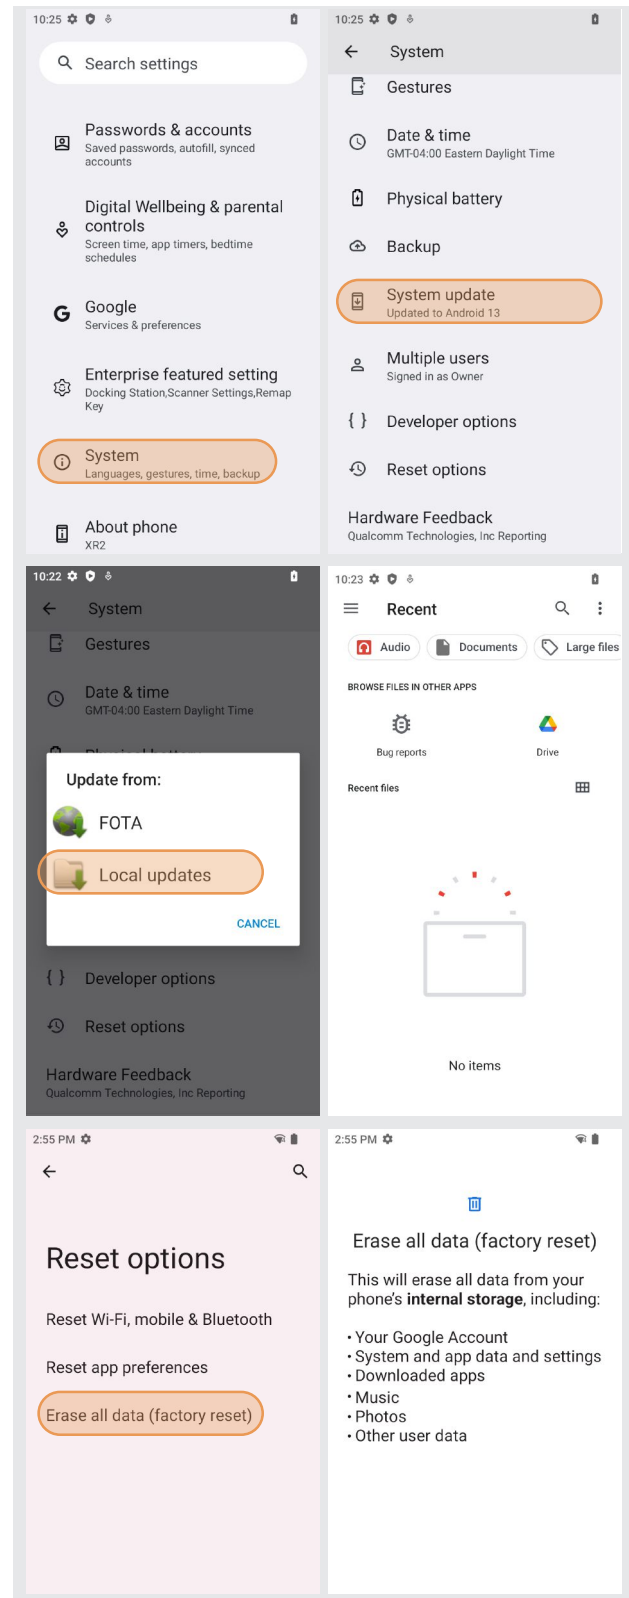 10:25
Search settings
Passwords & accounts
Saved passwords, autofill, synced
accounts
Digital Wellbeing & parental
controls
Screen time, app timers, bedtime
schedules
Google
Services & preferences
Enterprise featured setting
Docking Station,Scanner Settings,Remap
Key
System
Languages, gestures, time, backup
About phone
XR2
10:25
System
Gestures
Date & time
GMT-04:00 Eastern Daylight Time
Physical battery
Backup
System update
Updated to Android 13
Multiple users
Signed in as Owner
{ } Developer options
Reset options
Hardware Feedback
Qualcomm Technologies, Inc Reporting
10:22
System
Gestures
Date & time
GMT-04:00 Eastern Daylight Time
Physical battery
Update from:
FOTA
Local updates
CANCEL
{ } Developer options
Reset options
Hardware Feedback
Qualcomm Technologies, Inc Reporting
10:23
Recent
Audio
Documents
Large files
BROWSE FILES IN OTHER APPS
Bug reports
Drive
Recent files
No items
2:55 PM
Reset options
Reset Wi-Fi, mobile & Bluetooth
Reset app preferences
Erase all data (factory reset)
2:55 PM
Erase all data (factory reset)
This will erase all data from your
phone's internal storage, including:
• Your Google Account
• System and app data and settings
• Downloaded apps
• Music
• Photos
• Other user data